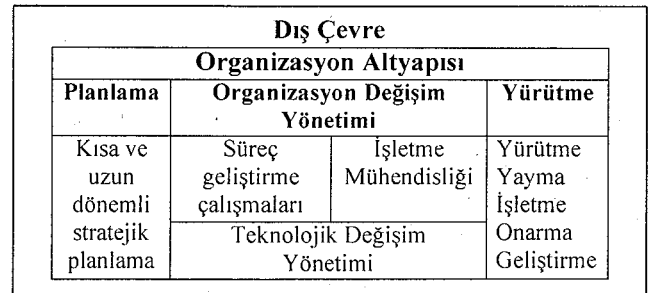 Dış Çevre
Organizasyon Altyapısı
Planlama
Organizasyon Değişim
Yönetimi
Yürütme
Kısa ve
uzun
dönemli
stratejik
planlama
Süreç
geliştirme
çalışmaları
İşletme
Mühendisliği
Teknolojik Değişim
Yönetimi
Yürütme
Yayma
İşletme
Onarma
Geliştirme